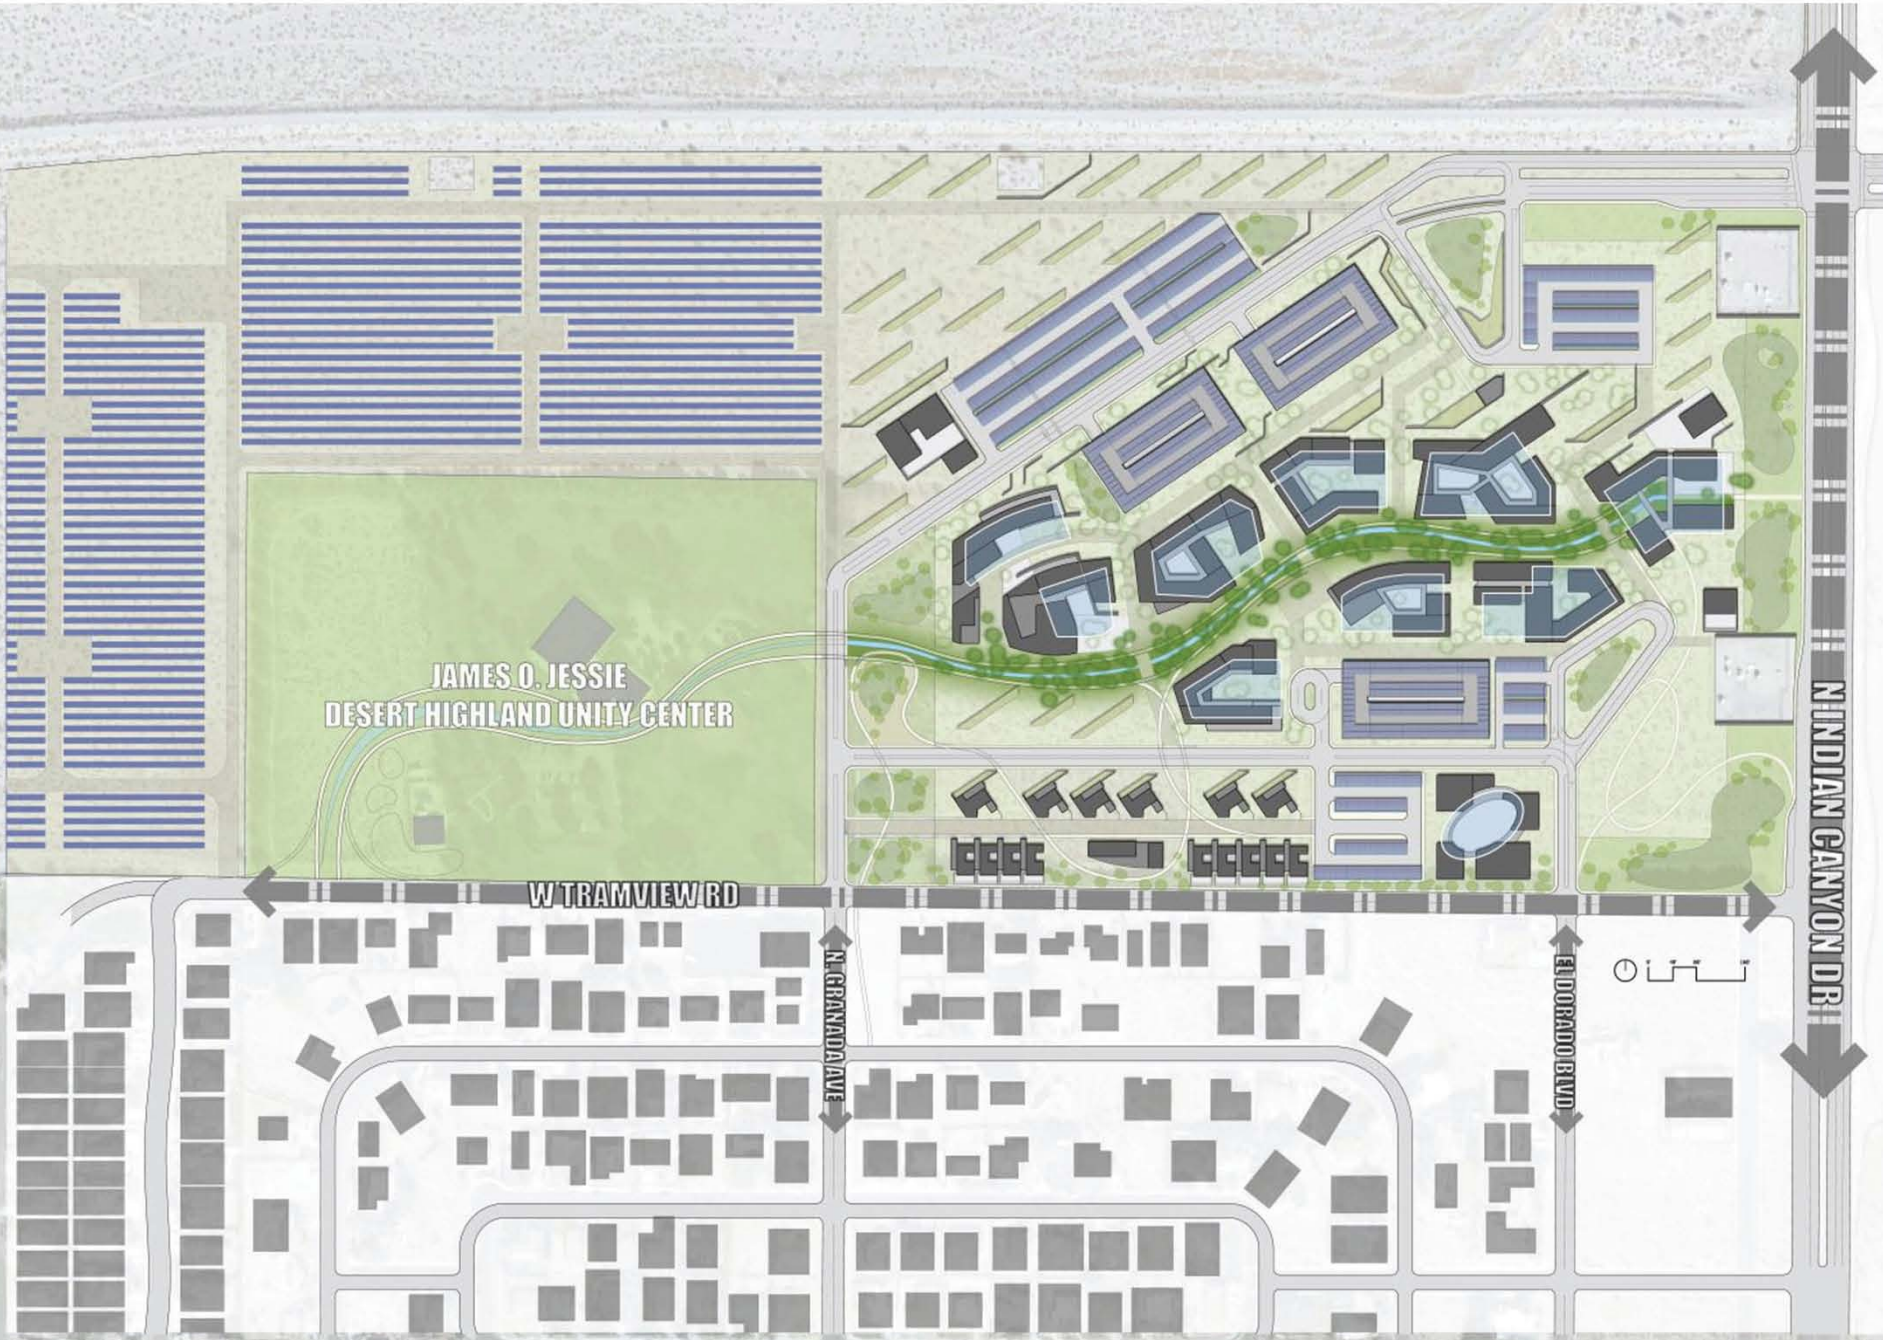 JAMES O. JESSIE
DESERT HIGHLAND UNITY CENTER
W TRAMVIEW RD
N INDIAN CANYON DR
N. GRANADA AVE
EL DORADO BLVD